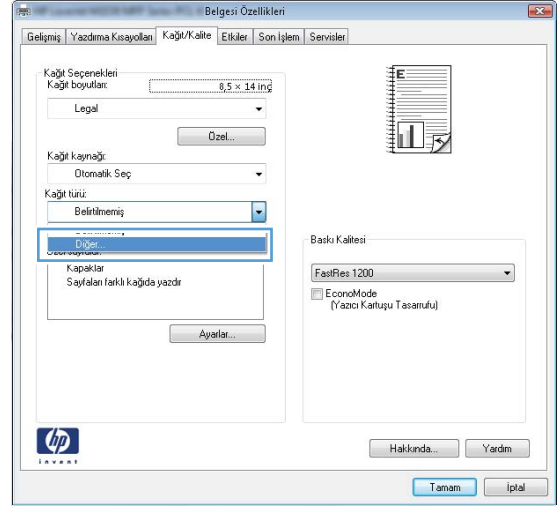 Belgesi Özellikleri
Gelişmiş Yazdırma Kısayolları Kağıt/Kalite Etkiler Son İşlem Servisler
Kağıt Seçenekleri
Kağıt boyutları: 8,5 × 14 inç
Legal
Özel...
Kağıt kaynağı:
Otomatik Seç
Kağıt türü:
Belirtilmemiş
Diğer...
Kapaklar
Sayfaları farklı kağıda yazdır
Ayarlar...
E
Baskı Kalitesi
FastRes 1200
EconoMode
(Yazıcı Kartuşu Tasarrufu)
hp
invent
Hakkında... Yardım
Tamam İptal